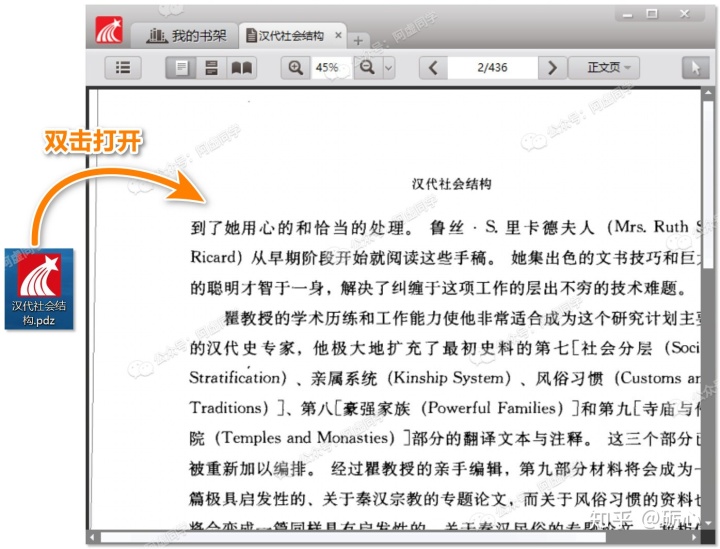 我的书架
汉代社会结构
45%
2/436
正文页
双击打开
汉代社会结
构.pdz
汉代社会结构
到了她用心的和恰当的处理。鲁丝·S.里卡德夫人（Mrs. Ruth S
Ricard）从早期阶段开始就阅读这些手稿。她集出色的文书技巧和巨
的聪明才智于一身，解决了纠缠于这项工作的层出不穷的技术难题。
瞿教授的学术历练和工作能力使他非常适合成为这个研究计划主要
的汉代史专家，他极大地扩充了最初史料的第七[社会分层（Soci
Stratification）、亲属系统（Kinship System）、风俗习惯（Customs an
Traditions）]、第八[豪强家族（Powerful Families）]和第九[寺庙与
院（Temples and Monasties）]部分的翻译文本与注释。这三个部分已
被重新加以编排。经过瞿教授的亲手编辑，第九部分材料将会成为一
篇极具启发性的、关于秦汉宗教的专题论文，而关于风俗习惯的资料也
将会变成一篇同样具有启发性的、关于秦汉民俗的专题论文。
知乎 @砺心
公众号：阿虚同学